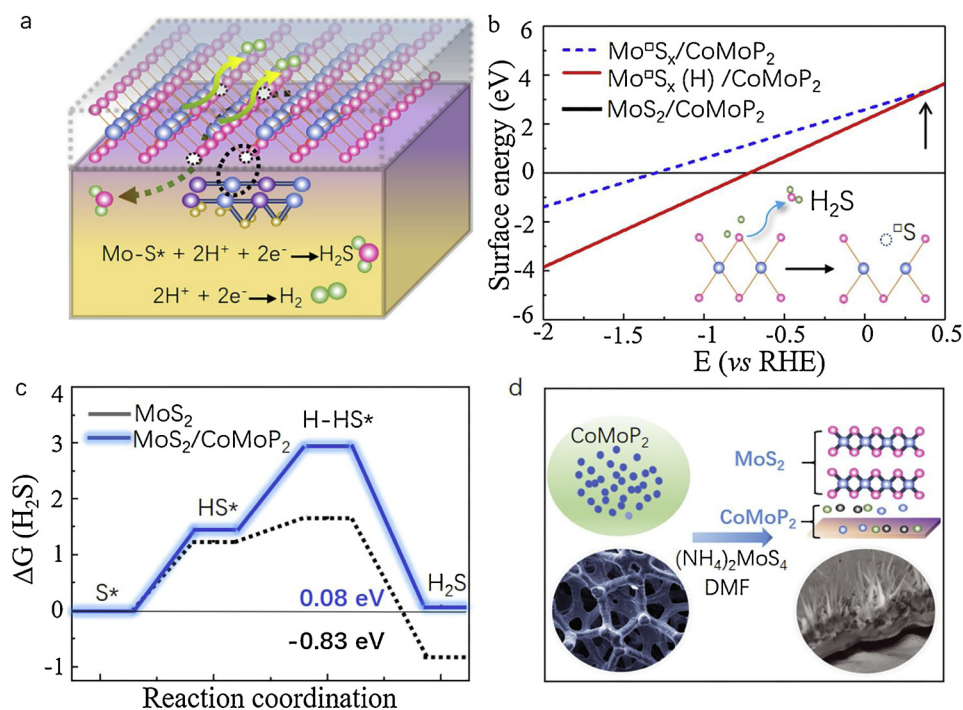 a
Mo-S* + 2H⁺ + 2e⁻ → H₂S
2H⁺ + 2e⁻ → H₂
b
Surface energy (eV)
6
4
2
0
-2
-4
-6
Mo□Sₓ/CoMoP₂
Mo□Sₓ (H) /CoMoP₂
MoS₂/CoMoP₂
H₂S
□S
-2
-1.5
-1
-0.5
0
0.5
E (vs RHE)
c
ΔG (H₂S)
4
3
2
1
0
-1
MoS₂
MoS₂/CoMoP₂
H-HS*
HS*
S*
H₂S
0.08 eV
-0.83 eV
Reaction coordination
d
CoMoP₂
MoS₂
CoMoP₂
(NH₄)₂MoS₄
DMF